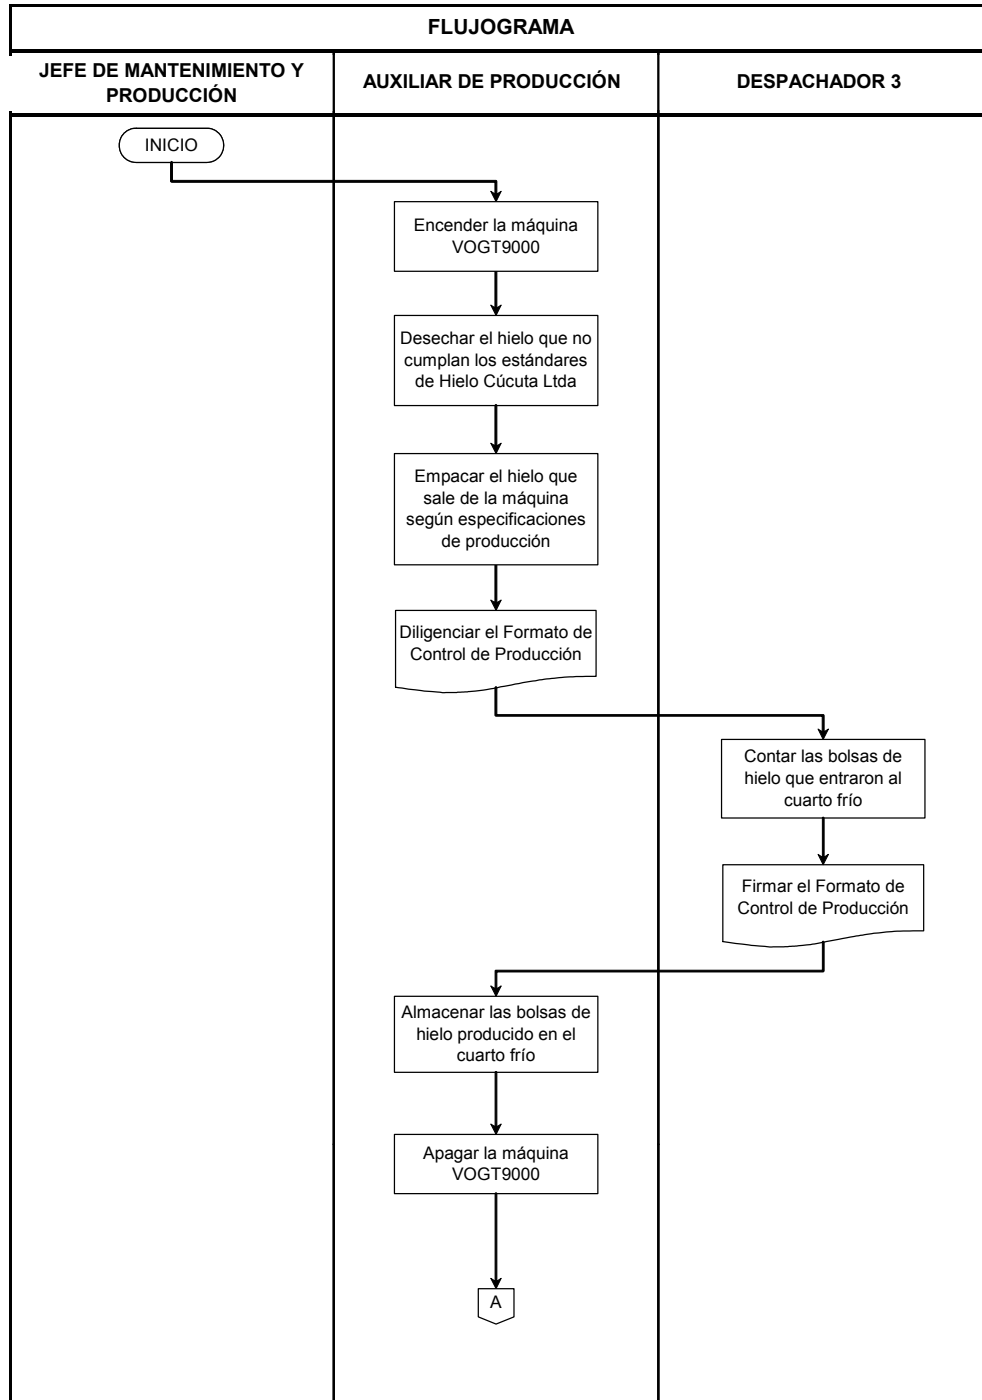 FLUJOGRAMA
JEFE DE MANTENIMIENTO Y
PRODUCCIÓN
AUXILIAR DE PRODUCCIÓN
DESPACHADOR 3
INICIO
Encender la máquina
VOGT9000
Desechar el hielo que no
cumplan los estándares
de Hielo Cúcuta Ltda
Empacar el hielo que
sale de la máquina
según especificaciones
de producción
Diligenciar el Formato de
Control de Producción
Contar las bolsas de
hielo que entraron al
cuarto frío
Firmar el Formato de
Control de Producción
Almacenar las bolsas de
hielo producido en el
cuarto frío
Apagar la máquina
VOGT9000
A